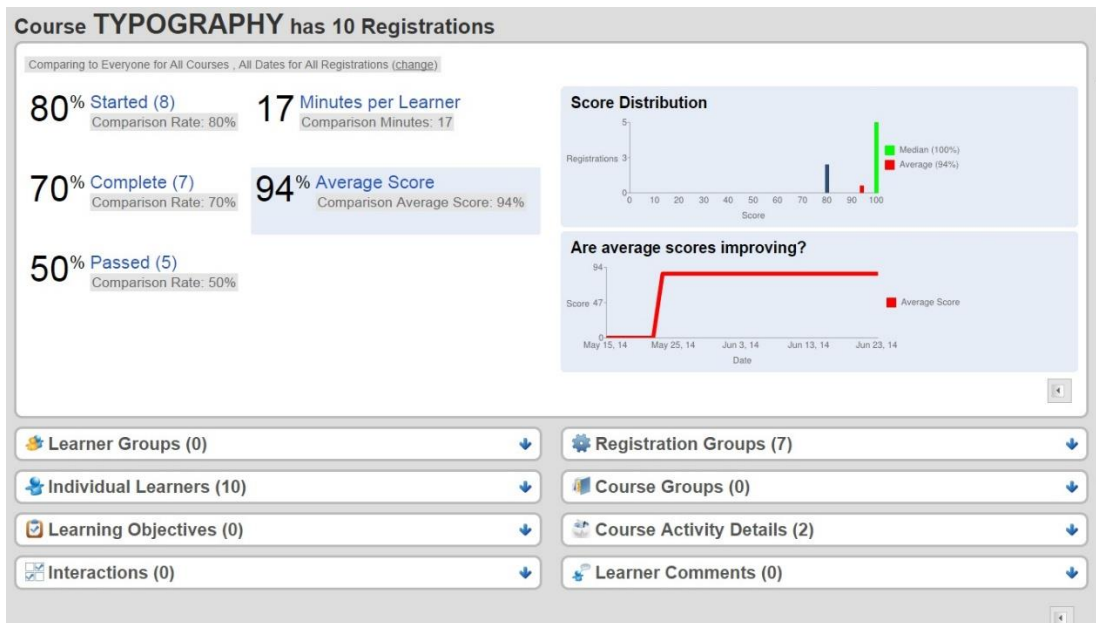 Course TYPOGRAPHY has 10 Registrations
Comparing to Everyone for All Courses , All Dates for All Registrations (change)
80% Started (8)
Comparison Rate: 80%
17 Minutes per Learner
Comparison Minutes: 17
70% Complete (7)
Comparison Rate: 70%
94% Average Score
Comparison Average Score: 94%
50% Passed (5)
Comparison Rate: 50%
Score Distribution
5
Registrations 3
0
0 10 20 30 40 50 60 70 80 90 100
Score
Median (100%)
Average (94%)
Are average scores improving?
94
Score 47
0
May 15, 14 May 25, 14 Jun 3, 14 Jun 13, 14 Jun 23, 14
Date
Average Score
Learner Groups (0)
Registration Groups (7)
Individual Learners (10)
Course Groups (0)
Learning Objectives (0)
Course Activity Details (2)
Interactions (0)
Learner Comments (0)